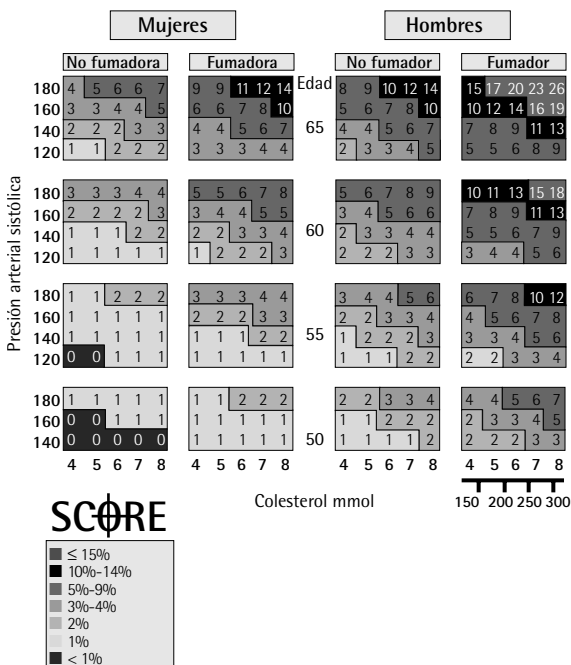 Mujeres Hombres
No fumadora Fumadora No fumador Fumador
Edad
180 4 5 6 6 7 9 9 11 12 14 8 9 10 12 14 15 17 20 23 26
160 3 3 4 4 5 6 6 7 8 10 5 6 7 8 10 10 12 14 16 19
65
140 2 2 2 3 3 4 4 5 6 7 4 4 5 6 7 7 8 9 11 13
120 1 1 2 2 2 3 3 3 4 4 2 3 3 4 5 5 5 6 8 9
180 3 3 3 4 4 5 5 6 7 8 5 6 7 8 9 10 11 13 15 18
160 2 2 2 2 3 3 4 4 5 5 3 4 5 6 6 7 8 9 11 13
60
140 1 1 1 2 2 2 2 3 3 4 2 3 3 4 4 5 5 6 7 9
120 1 1 1 1 1 1 2 2 2 3 2 2 2 3 3 3 4 4 5 6
180 1 1 2 2 2 3 3 3 4 4 3 4 4 5 6 6 7 8 10 12
160 1 1 1 1 1 2 2 2 3 3 2 2 3 3 4 4 5 6 7 8
55
140 1 1 1 1 1 1 1 1 2 2 1 2 2 2 3 3 3 4 5 6
120 0 0 1 1 1 1 1 1 1 1 1 1 1 2 2 2 2 3 3 4
180 1 1 1 1 1 1 1 2 2 2 2 2 3 3 4 4 4 5 6 7
160 0 0 1 1 1 1 1 1 1 1 1 2 2 2 2 2 3 3 4 5
140 0 0 0 0 0 1 1 1 1 1 1 1 1 1 2 2 2 2 3 3
50
4 5 6 7 8 4 5 6 7 8 4 5 6 7 8 4 5 6 7 8
Presión arterial sistólica
Colesterol mmol
150 200 250 300
SCORE
≤ 15%
10%-14%
5%-9%
3%-4%
2%
1%
< 1%